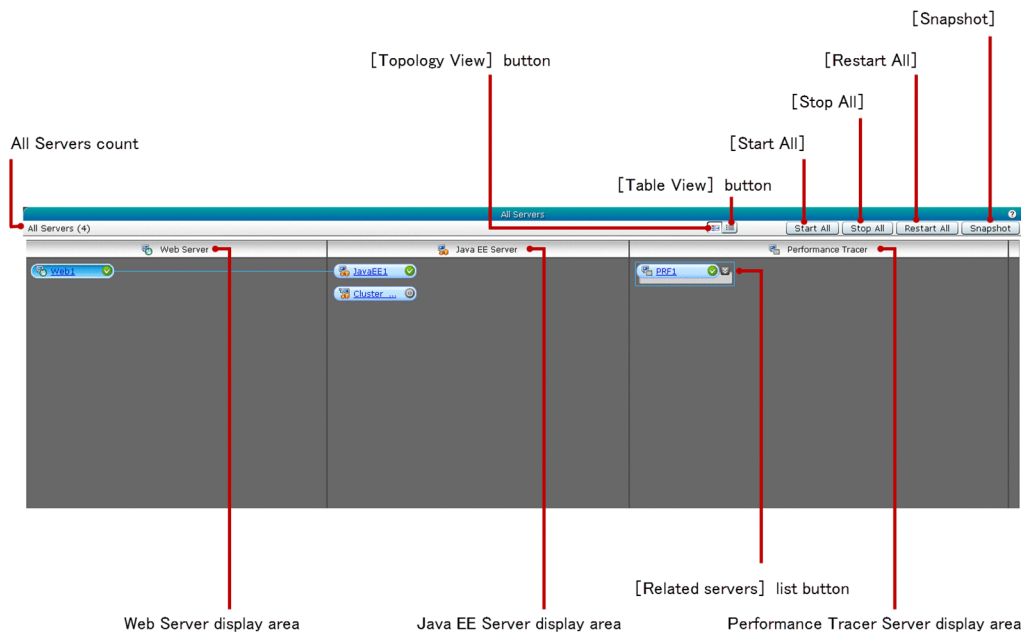 [Snapshot]
[Topology View] button
[Restart All]
[Stop All]
All Servers count
[Start All]
[Table View] button
All Servers
?
All Servers (4)
Start All
Stop All
Restart All
Snapshot
Web Server
Java EE Server
Performance Tracer
Web1
JavaEE1
PRF1
Cluster ...
[Related servers] list button
Web Server display area
Java EE Server display area
Performance Tracer Server display area